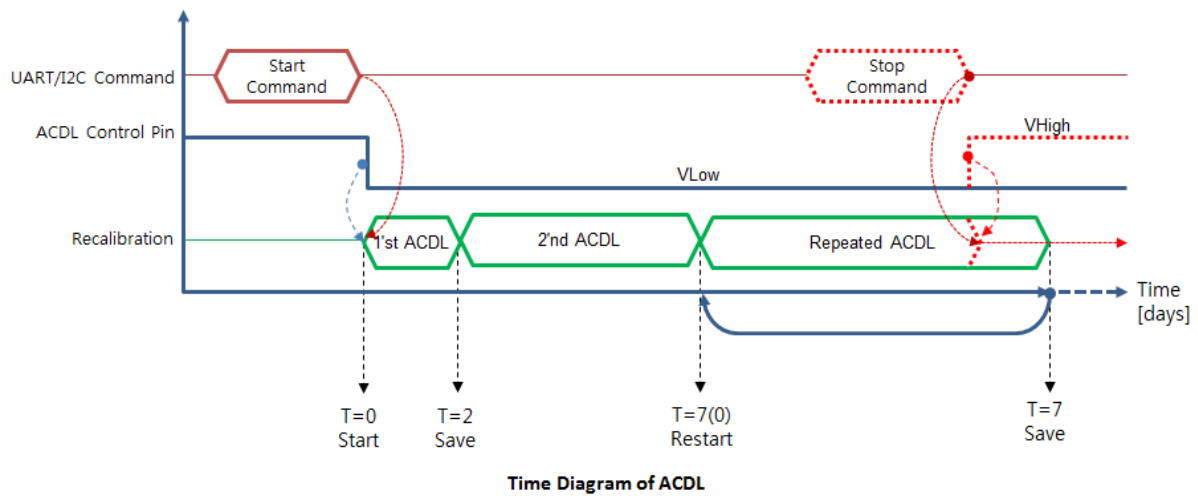 UART/I2C Command
Start
Command
Stop
Command
ACDL Control Pin
VHigh
VLow
Recalibration
1'st ACDL
2'nd ACDL
Repeated ACDL
Time
[days]
T=0
Start
T=2
Save
T=7(0)
Restart
T=7
Save
Time Diagram of ACDL